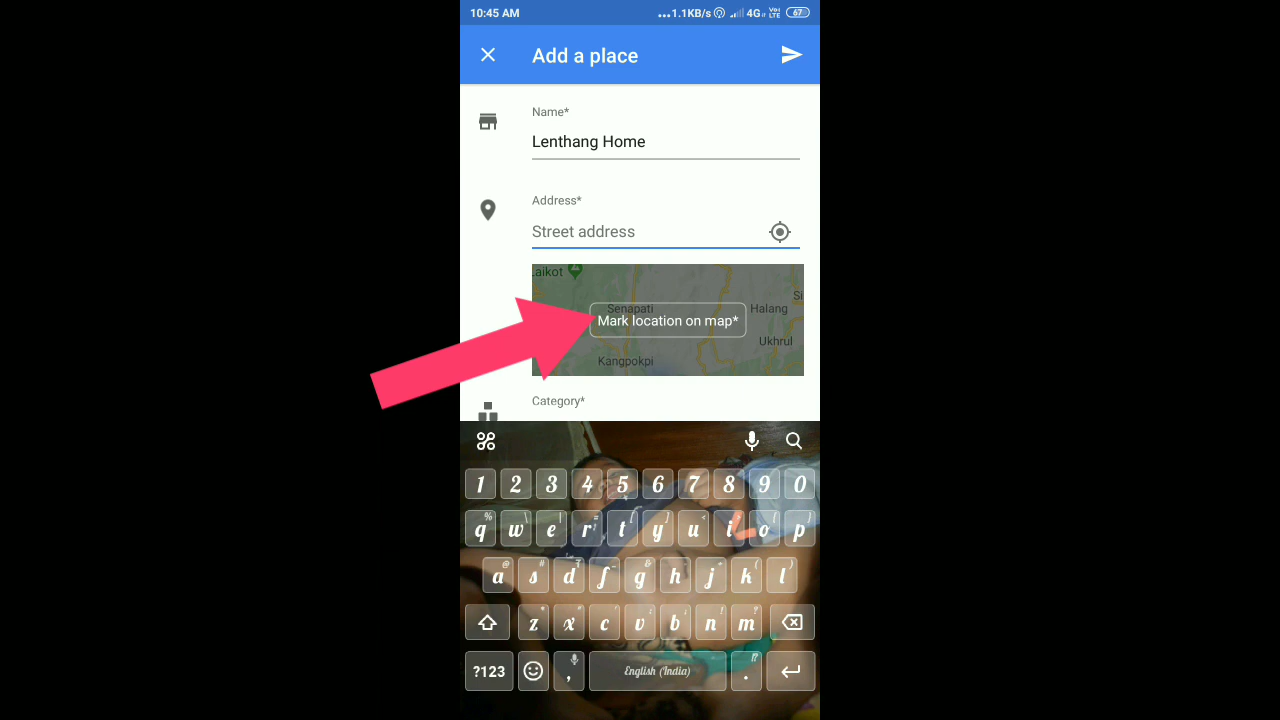 10:45 AM
...1.1KB/s 4G Vo) LTE 67
Add a place
Name*
Lenthang Home
Address*
Street address
Laikot
Senapati
Halang
Mark location on map*
Ukhrul
Kangpokpi
Category*
1 2 3 4 5 6 7 8 9 0
q w e r t y u i o p
a s d f g h j k l
z x c v b n m
?123 , English (India) .